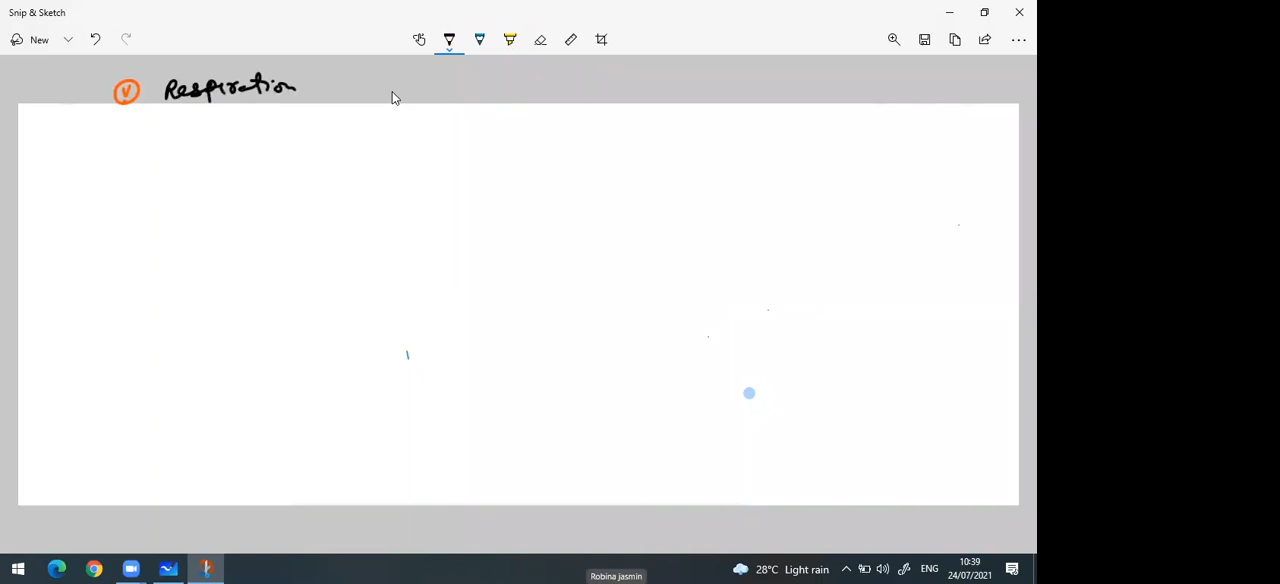 Snip & Sketch
New
V Respiration
28°C Light rain
ENG
10:39
24/07/2021
Robina jasmin